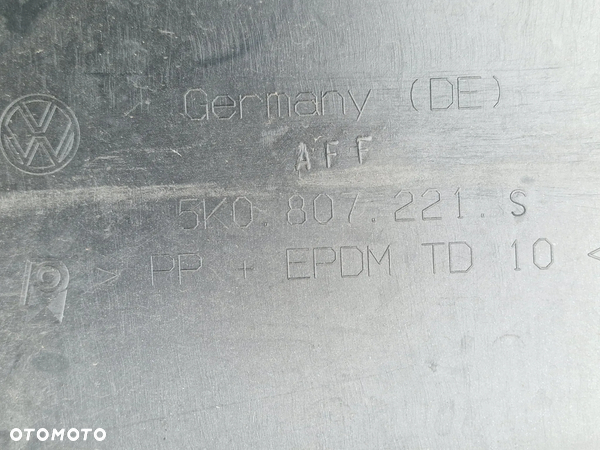 Germany (DE)
AFF
5K0.807.221.S
> PP + EPDM TD 10 <
OTOMOTO